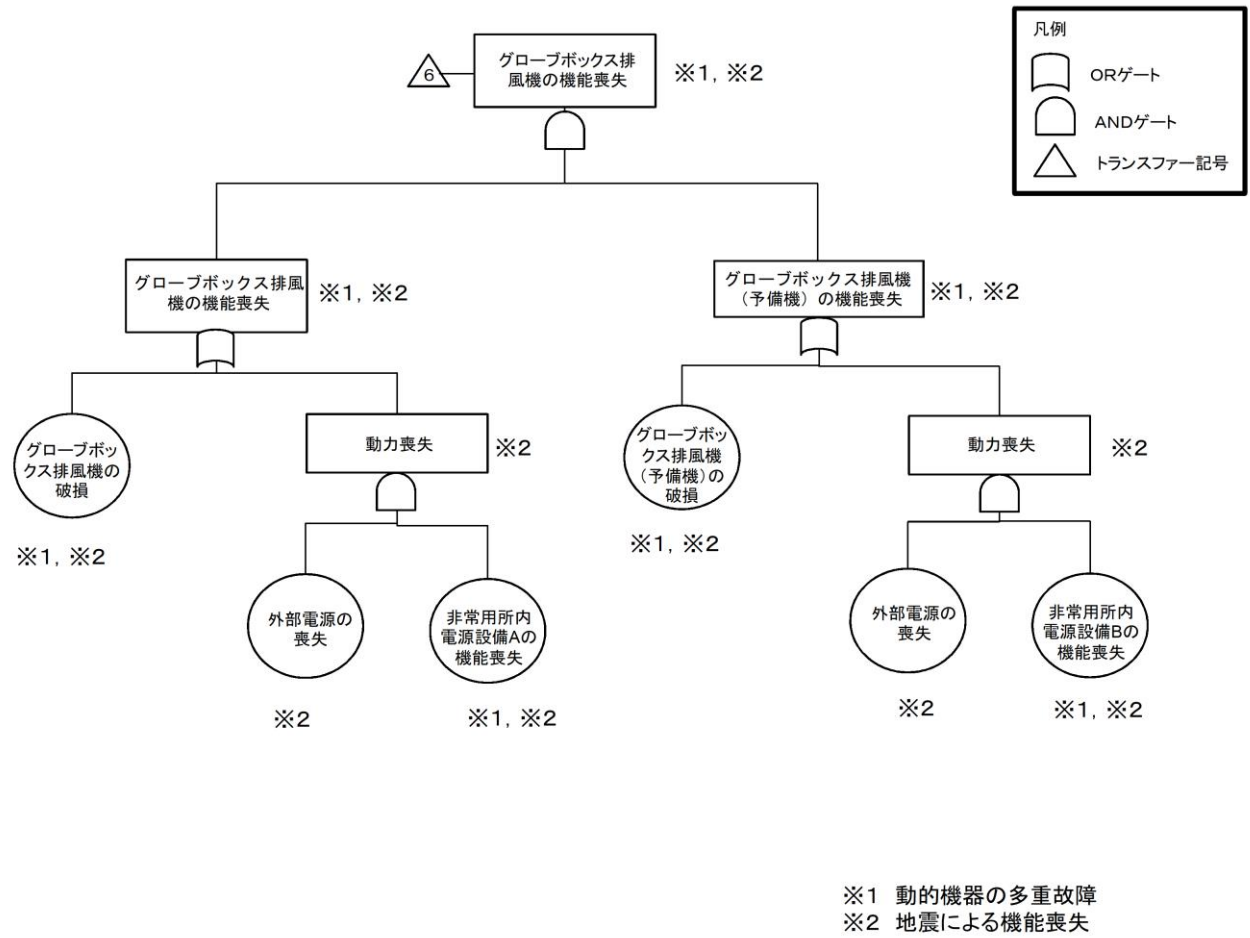 グローブボックス排
風機の機能喪失
※1, ※2
6
凡例
ORゲート
ANDゲート
トランスファー記号
グローブボックス排風
機の機能喪失
※1, ※2
グローブボックス排風機
（予備機）の機能喪失
※1, ※2
グローブボッ
クス排風機の
破損
※1, ※2
動力喪失
※2
グローブボッ
クス排風機
（予備機）の
破損
※1, ※2
動力喪失
※2
外部電源の
喪失
※2
非常用所内
電源設備Aの
機能喪失
※1, ※2
外部電源の
喪失
※2
非常用所内
電源設備Bの
機能喪失
※1, ※2
※1 動的機器の多重故障
※2 地震による機能喪失